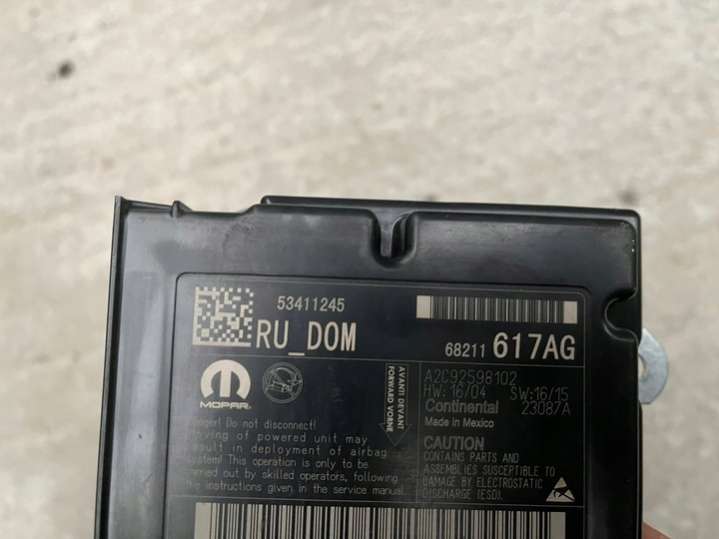 53411245
RU_DOM
68211 617AG
MOPAR
AVANTI DEVANT
FORWARD VORNE
A2C92598102
HW:16/04 SW:16/15
Continental 23087A
Made in Mexico
Do not disconnect!
of powered unit may
result in deployment of airbag
system! This operation is only to be
carried out by skilled operators, following
the instructions given in the service manual.
CAUTION
CONTAINS PARTS AND
ASSEMBLIES SUSCEPTIBLE TO
DAMAGE BY ELECTROSTATIC
DISCHARGE (ESD).